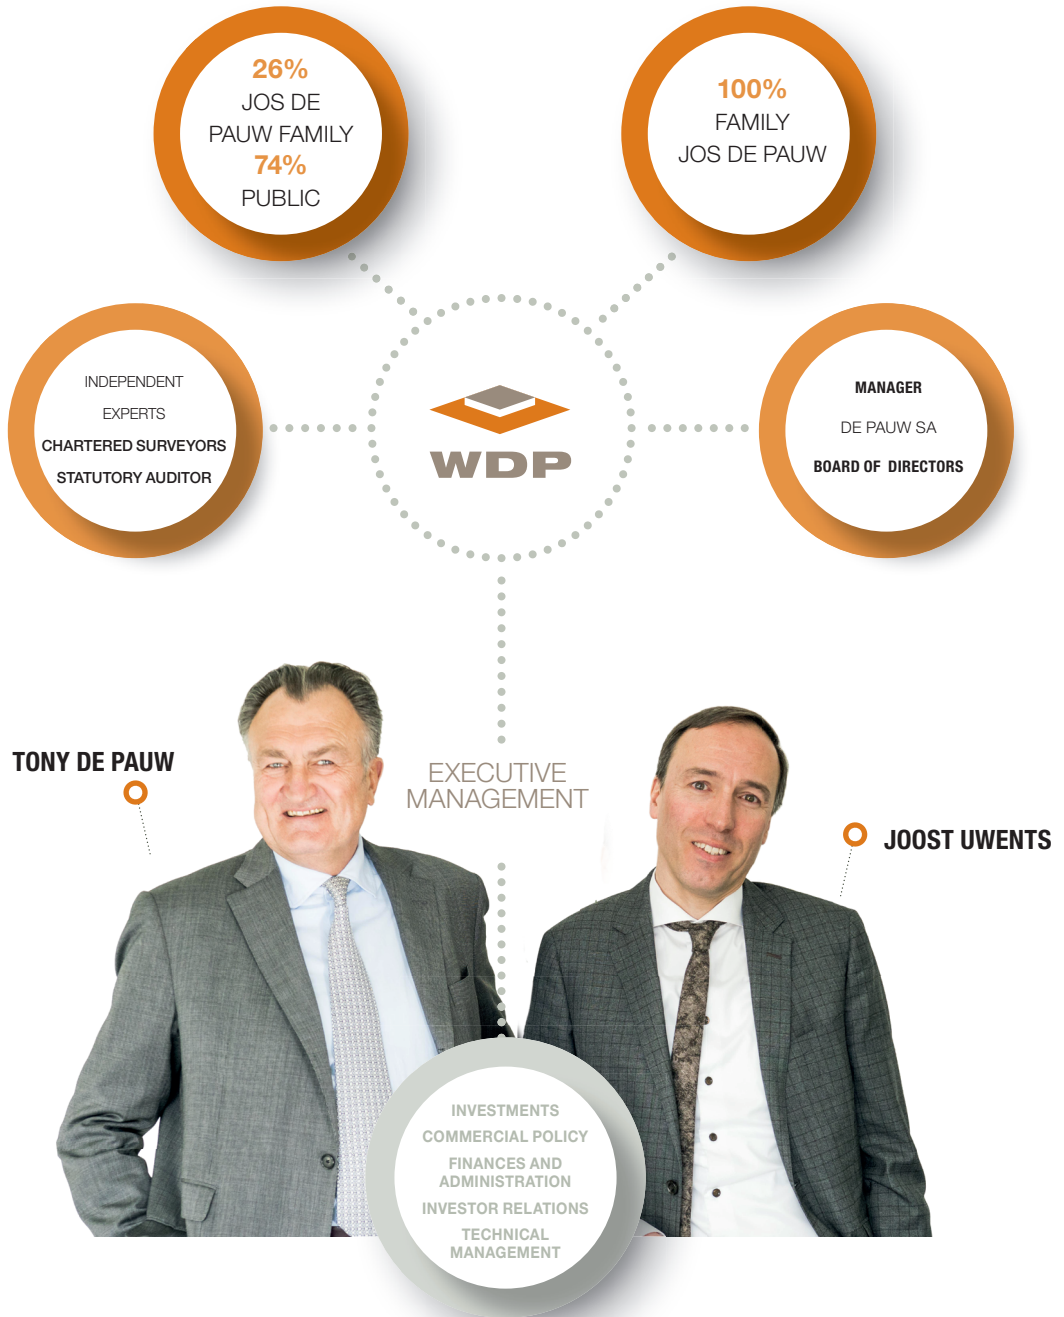 26%
JOS DE
PAUW FAMILY
74%
PUBLIC
100%
FAMILY
JOS DE PAUW
INDEPENDENT
EXPERTS
CHARTERED SURVEYORS
STATUTORY AUDITOR
WDP
MANAGER
DE PAUW SA
BOARD OF DIRECTORS
TONY DE PAUW
EXECUTIVE
MANAGEMENT
JOOST UWENTS
INVESTMENTS
COMMERCIAL POLICY
FINANCES AND
ADMINISTRATION
INVESTOR RELATIONS
TECHNICAL
MANAGEMENT